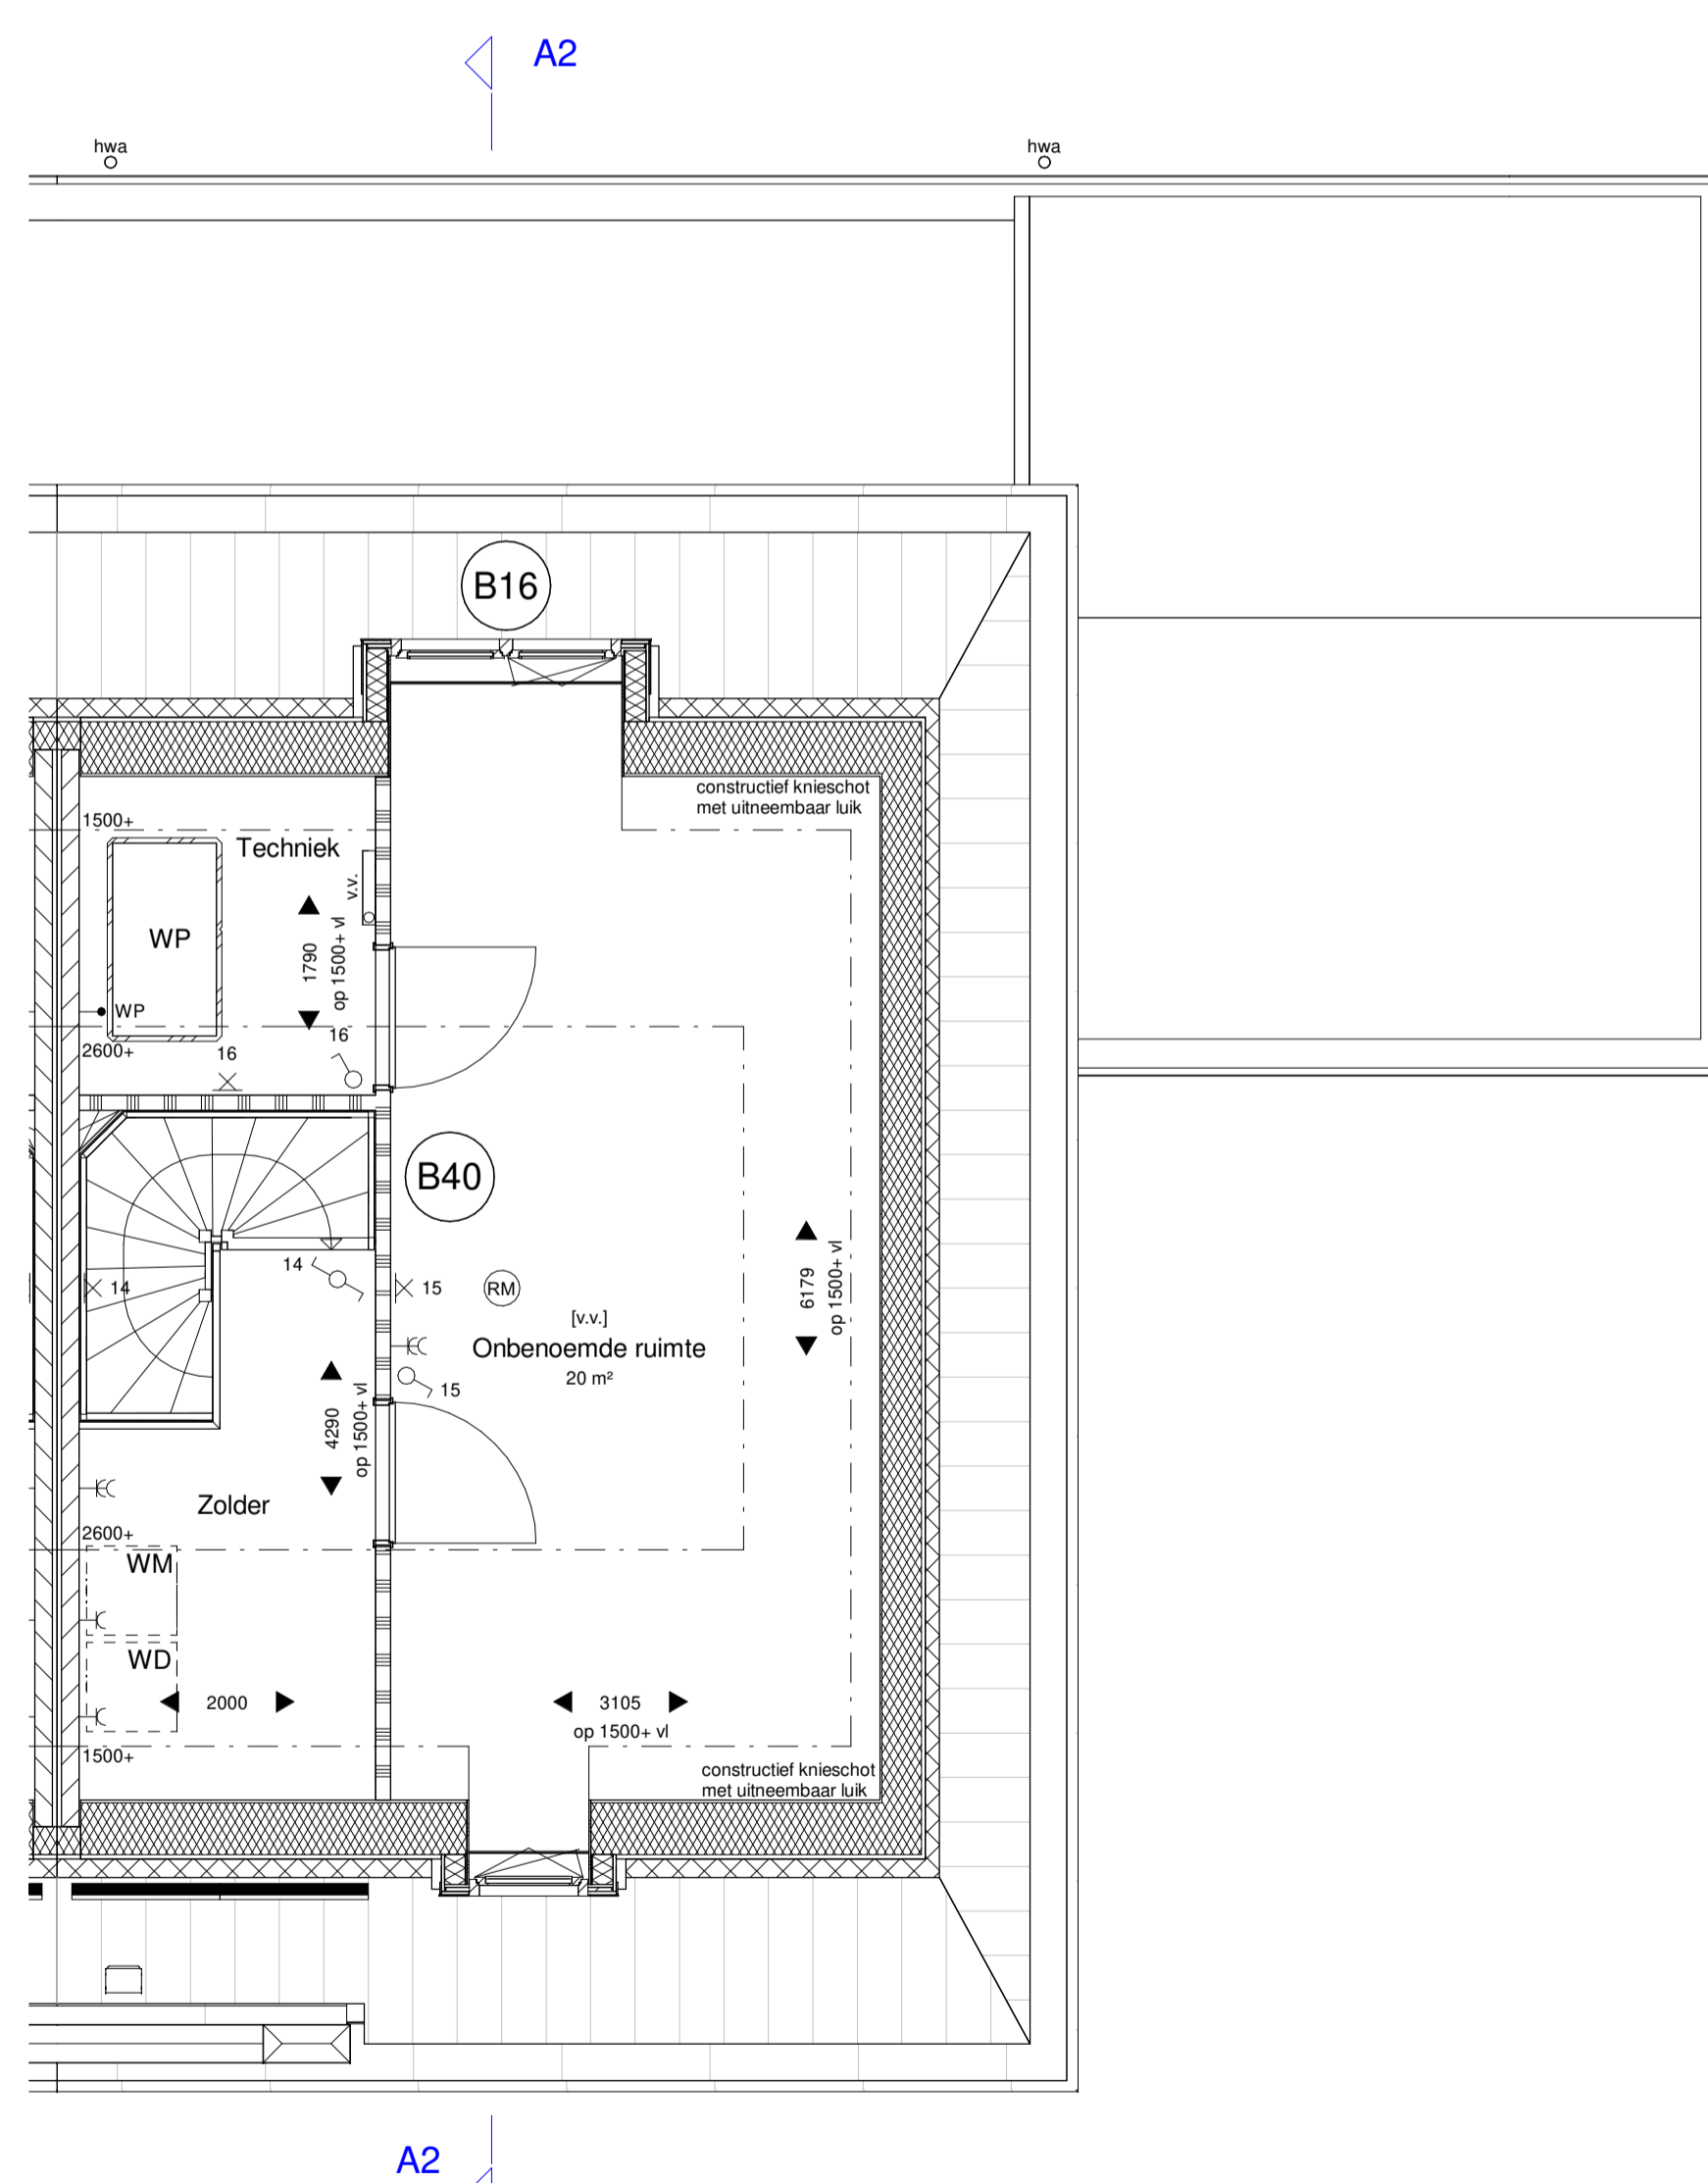 A2
hwa
hwa
B16
constructief knieschot
met uitneembaar luik
1500+
Techniek
v.v.
WP
1790
op 1500+ vl
WP
16
2600+
16
B40
14
14
15
RM
[v.v.]
Onbenoemde ruimte
20 m²
6179
op 1500+ vl
15
4290
op 1500+ vl
Zolder
2600+
WM
WD
2000
3105
op 1500+ vl
1500+
constructief knieschot
met uitneembaar luik
A2